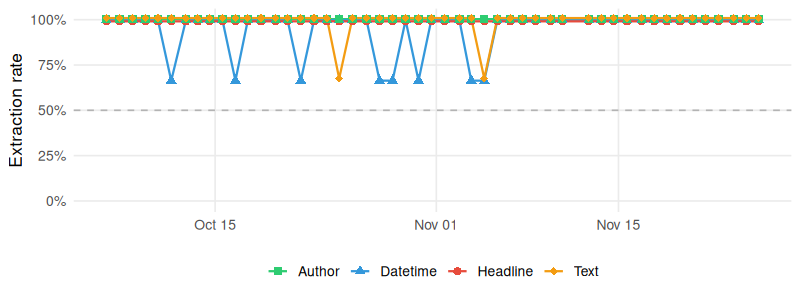 Extraction rate
100%
75%
50%
25%
0%
Oct 15 Nov 01 Nov 15
Author Datetime Headline Text